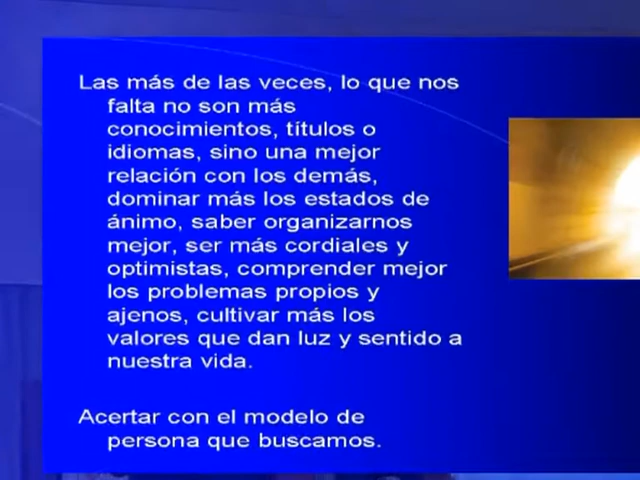 Las más de las veces, lo que nos
falta no son más
conocimientos, títulos o
idiomas, sino una mejor
relación con los demás,
dominar más los estados de
ánimo, saber organizarnos
mejor, ser más cordiales y
optimistas, comprender mejor
los problemas propios y
ajenos, cultivar más los
valores que dan luz y sentido a
nuestra vida.
Acertar con el modelo de
persona que buscamos.